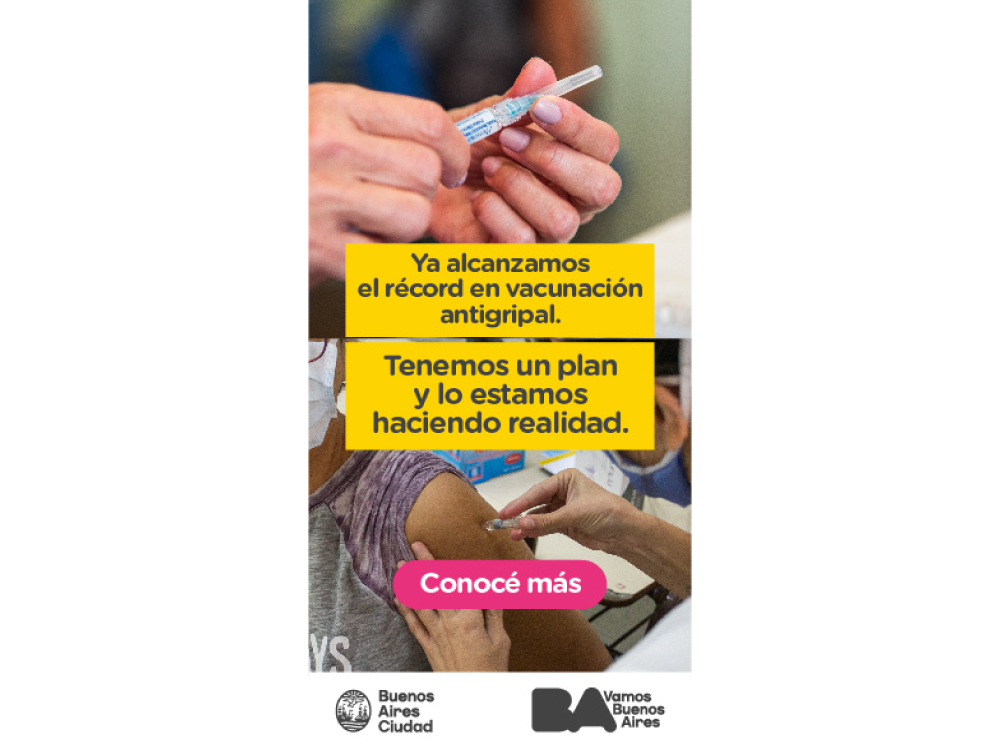 Ya alcanzamos
el récord en vacunación
antigripal.
Tenemos un plan
y lo estamos
haciendo realidad.
Conocé más
YS
Buenos
Aires
Ciudad
BA
Vamos
Buenos
Aires